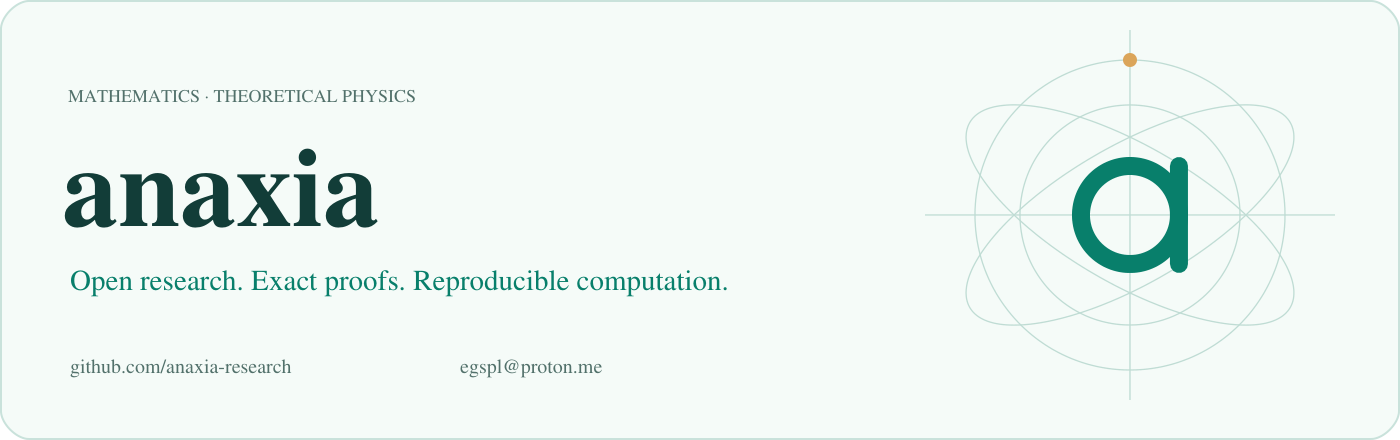 MATHEMATICS · THEORETICAL PHYSICS
anaxia
Open research. Exact proofs. Reproducible computation.
github.com/anaxia-research
egspl@proton.me
a